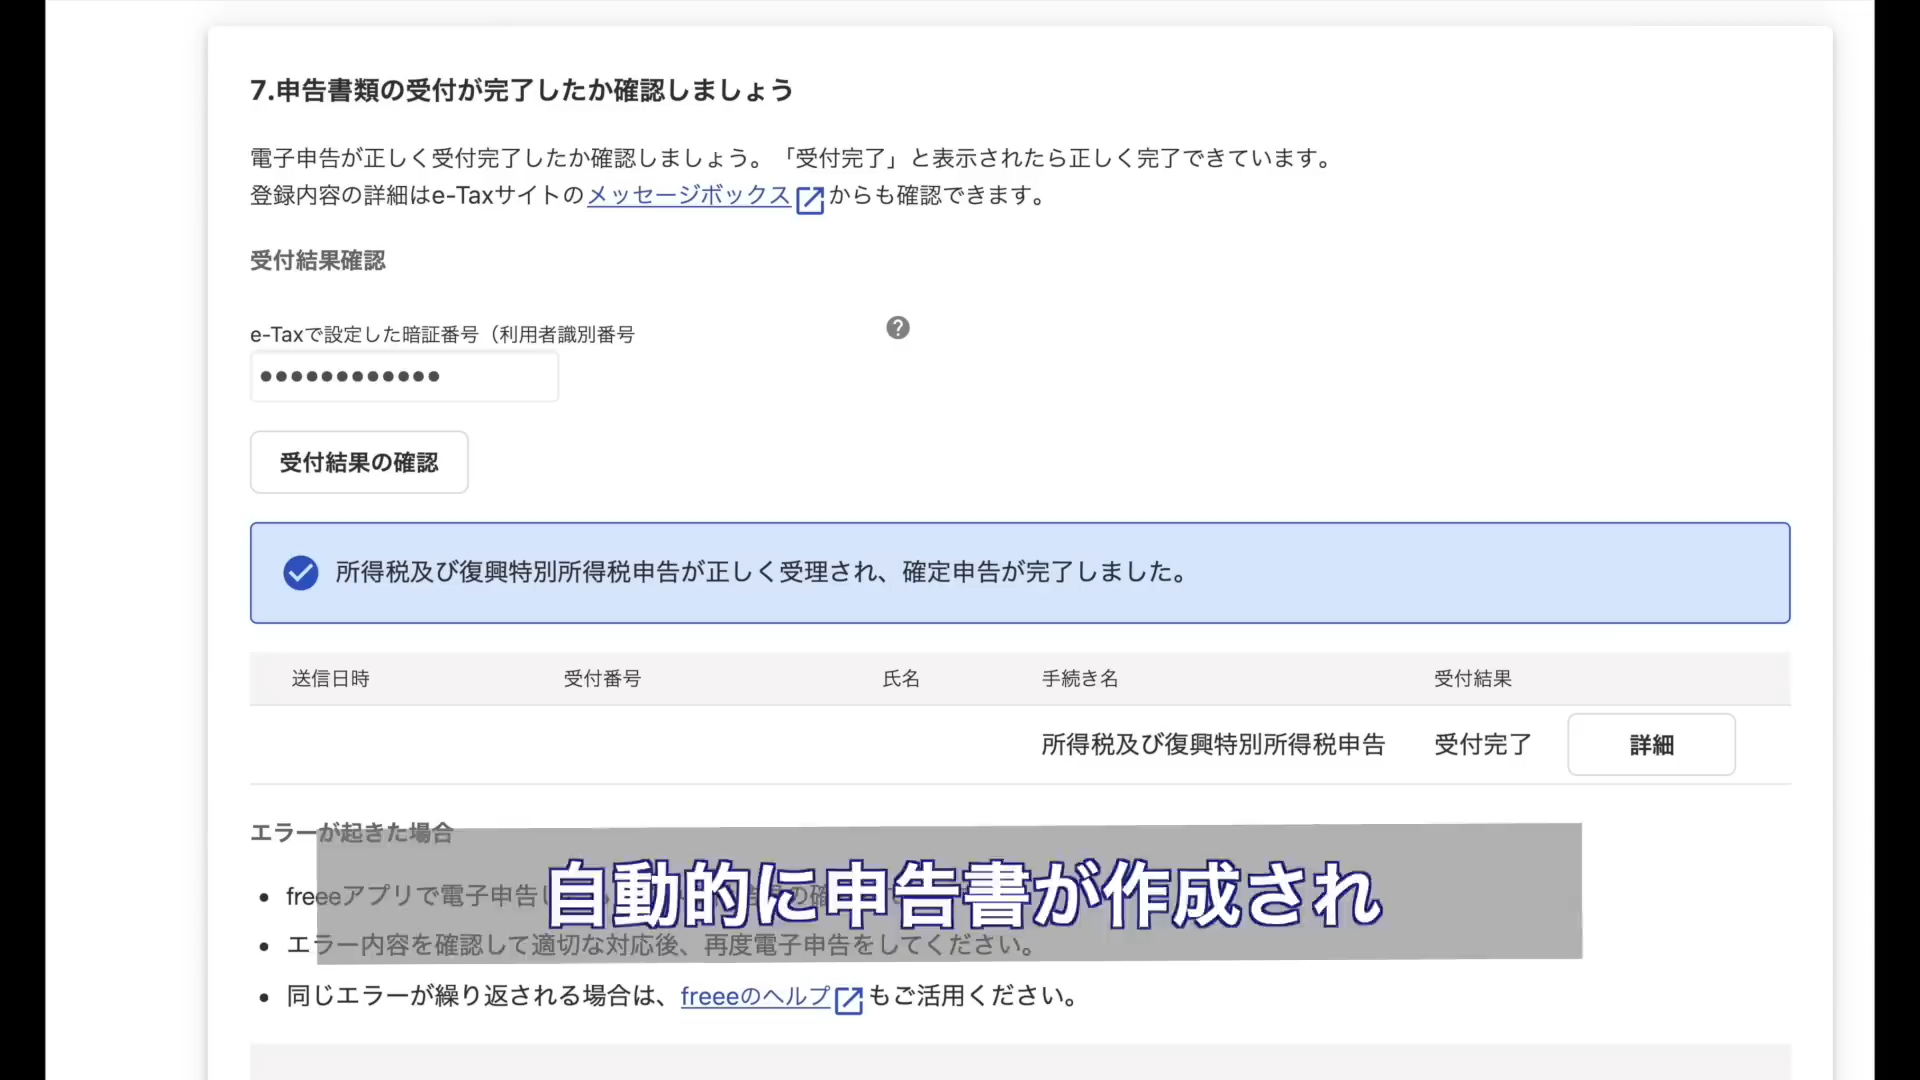 7.申告書類の受付が完了したか確認しましょう
電子申告が正しく受付完了したか確認しましょう。「受付完了」と表示されたら正しく完了できています。
登録内容の詳細はe-Taxサイトのメッセージボックスからも確認できます。
受付結果確認
e-Taxで設定した暗証番号（利用者識別番号
●●●●●●●●●●●●
受付結果の確認
所得税及び復興特別所得税申告が正しく受理され、確定申告が完了しました。
送信日時 受付番号 氏名 手続き名 受付結果
所得税及び復興特別所得税申告 受付完了 詳細
エラーが起きた場合
freeeアプリで電子申告し
自動的に申告書が作成され
エラー内容を確認して適切な対応後、再度電子申告をしてください。
同じエラーが繰り返される場合は、freeeのヘルプもご活用ください。